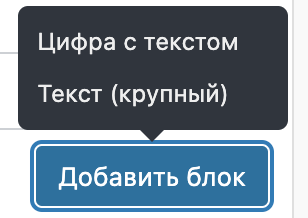 Цифра с текстом
Текст (крупный)
Добавить блок